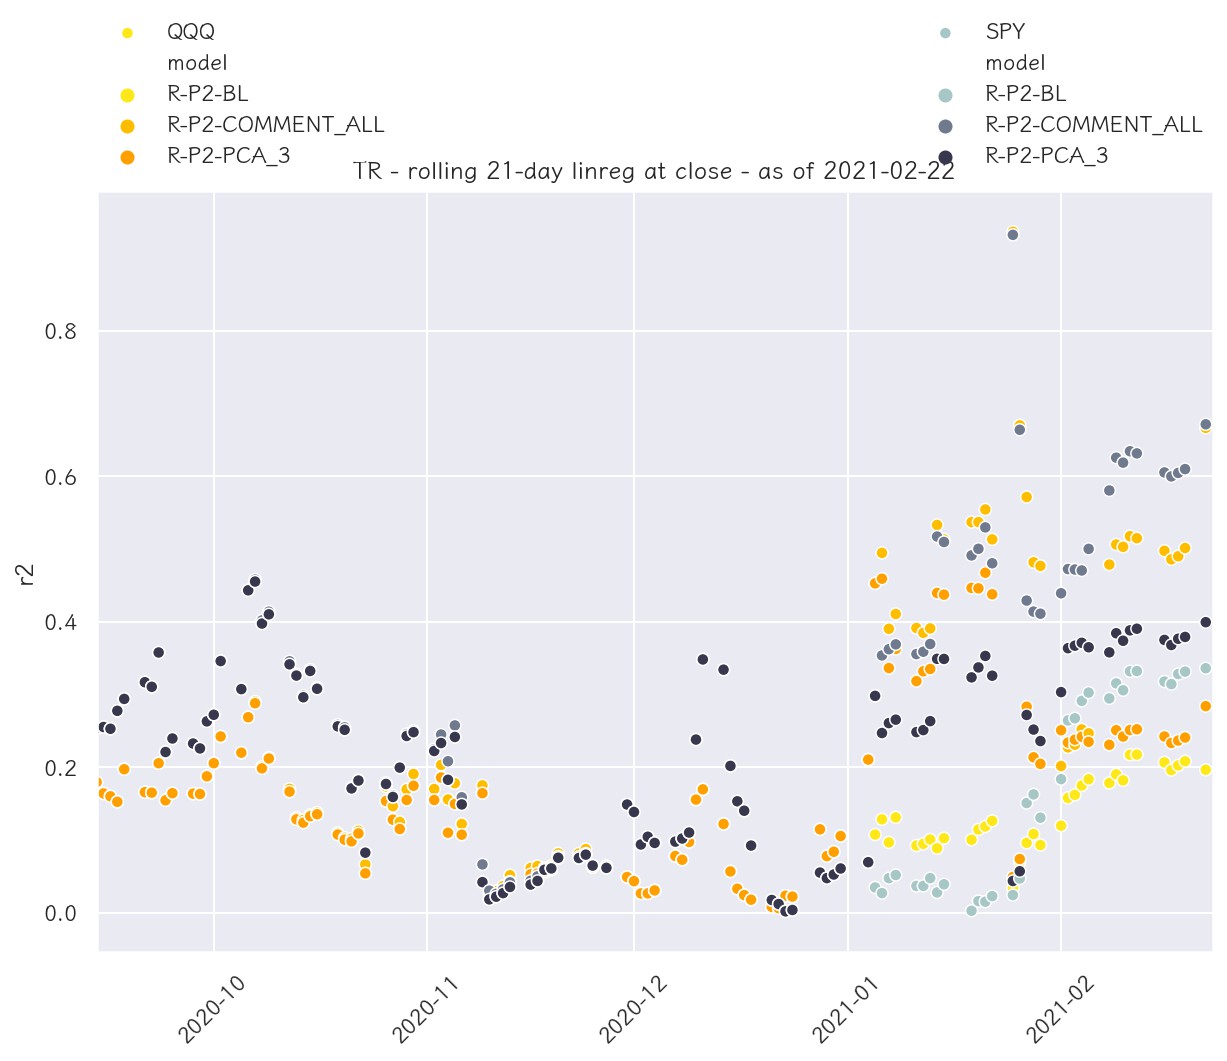 QQQ
model
R-P2-BL
R-P2-COMMENT_ALL
R-P2-PCA_3
SPY
model
R-P2-BL
R-P2-COMMENT_ALL
R-P2-PCA_3
TR - rolling 21-day linreg at close - as of 2021-02-22
r2
0.8
0.6
0.4
0.2
0.0
2020-10
2020-11
2020-12
2021-01
2021-02